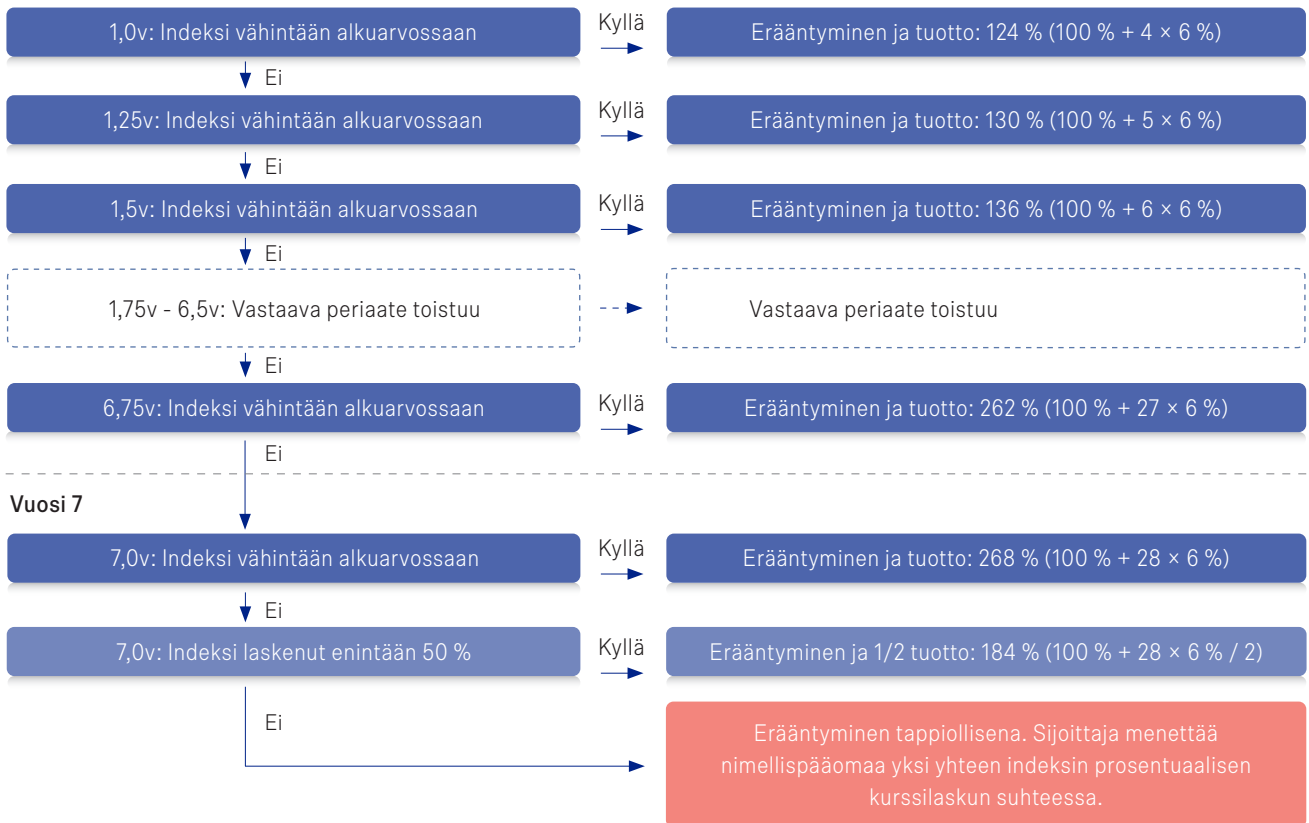 1,0v: Indeksi vähintään alkuarvossaan
Kyllä
Erääntyminen ja tuotto: 124 % (100 % + 4 × 6 %)
Ei
1,25v: Indeksi vähintään alkuarvossaan
Kyllä
Erääntyminen ja tuotto: 130 % (100 % + 5 × 6 %)
Ei
1,5v: Indeksi vähintään alkuarvossaan
Kyllä
Erääntyminen ja tuotto: 136 % (100 % + 6 × 6 %)
Ei
1,75v - 6,5v: Vastaava periaate toistuu
Vastaava periaate toistuu
Ei
6,75v: Indeksi vähintään alkuarvossaan
Kyllä
Erääntyminen ja tuotto: 262 % (100 % + 27 × 6 %)
Ei
Vuosi 7
7,0v: Indeksi vähintään alkuarvossaan
Kyllä
Erääntyminen ja tuotto: 268 % (100 % + 28 × 6 %)
Ei
7,0v: Indeksi laskenut enintään 50 %
Kyllä
Erääntyminen ja 1/2 tuotto: 184 % (100 % + 28 × 6 % / 2)
Ei
Erääntyminen tappiollisena. Sijoittaja menettää
nimellispääomaa yksi yhteen indeksin prosentuaalisen
kurssilaskun suhteessa.